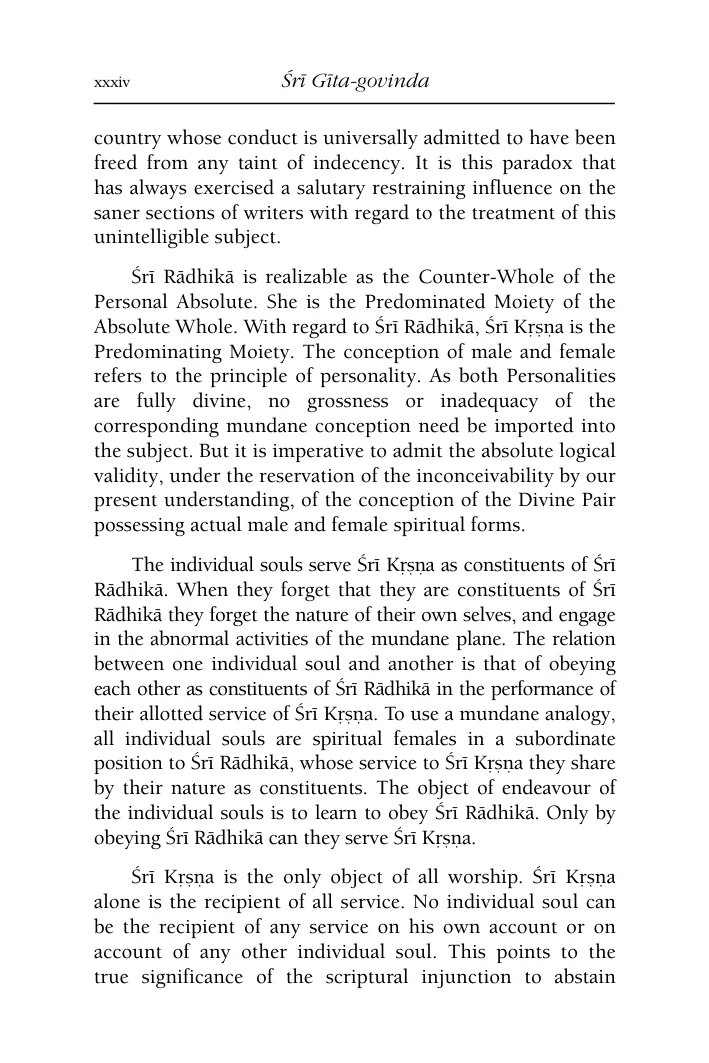 xxxiv Śrī Gīta-govinda
country whose conduct is universally admitted to have been
freed from any taint of indecency. It is this paradox that
has always exercised a salutary restraining influence on the
saner sections of writers with regard to the treatment of this
unintelligible subject.
Śrī Rādhikā is realizable as the Counter-Whole of the
Personal Absolute. She is the Predominated Moiety of the
Absolute Whole. With regard to Śrī Rādhikā, Śrī Kṛṣṇa is the
Predominating Moiety. The conception of male and female
refers to the principle of personality. As both Personalities
are fully divine, no grossness or inadequacy of the
corresponding mundane conception need be imported into
the subject. But it is imperative to admit the absolute logical
validity, under the reservation of the inconceivability by our
present understanding, of the conception of the Divine Pair
possessing actual male and female spiritual forms.
The individual souls serve Śrī Kṛṣṇa as constituents of Śrī
Rādhikā. When they forget that they are constituents of Śrī
Rādhikā they forget the nature of their own selves, and engage
in the abnormal activities of the mundane plane. The relation
between one individual soul and another is that of obeying
each other as constituents of Śrī Rādhikā in the performance of
their allotted service of Śrī Kṛṣṇa. To use a mundane analogy,
all individual souls are spiritual females in a subordinate
position to Śrī Rādhikā, whose service to Śrī Kṛṣṇa they share
by their nature as constituents. The object of endeavour of
the individual souls is to learn to obey Śrī Rādhikā. Only by
obeying Śrī Rādhikā can they serve Śrī Kṛṣṇa.
Śrī Kṛṣṇa is the only object of all worship. Śrī Kṛṣṇa
alone is the recipient of all service. No individual soul can
be the recipient of any service on his own account or on
account of any other individual soul. This points to the
true significance of the scriptural injunction to abstain